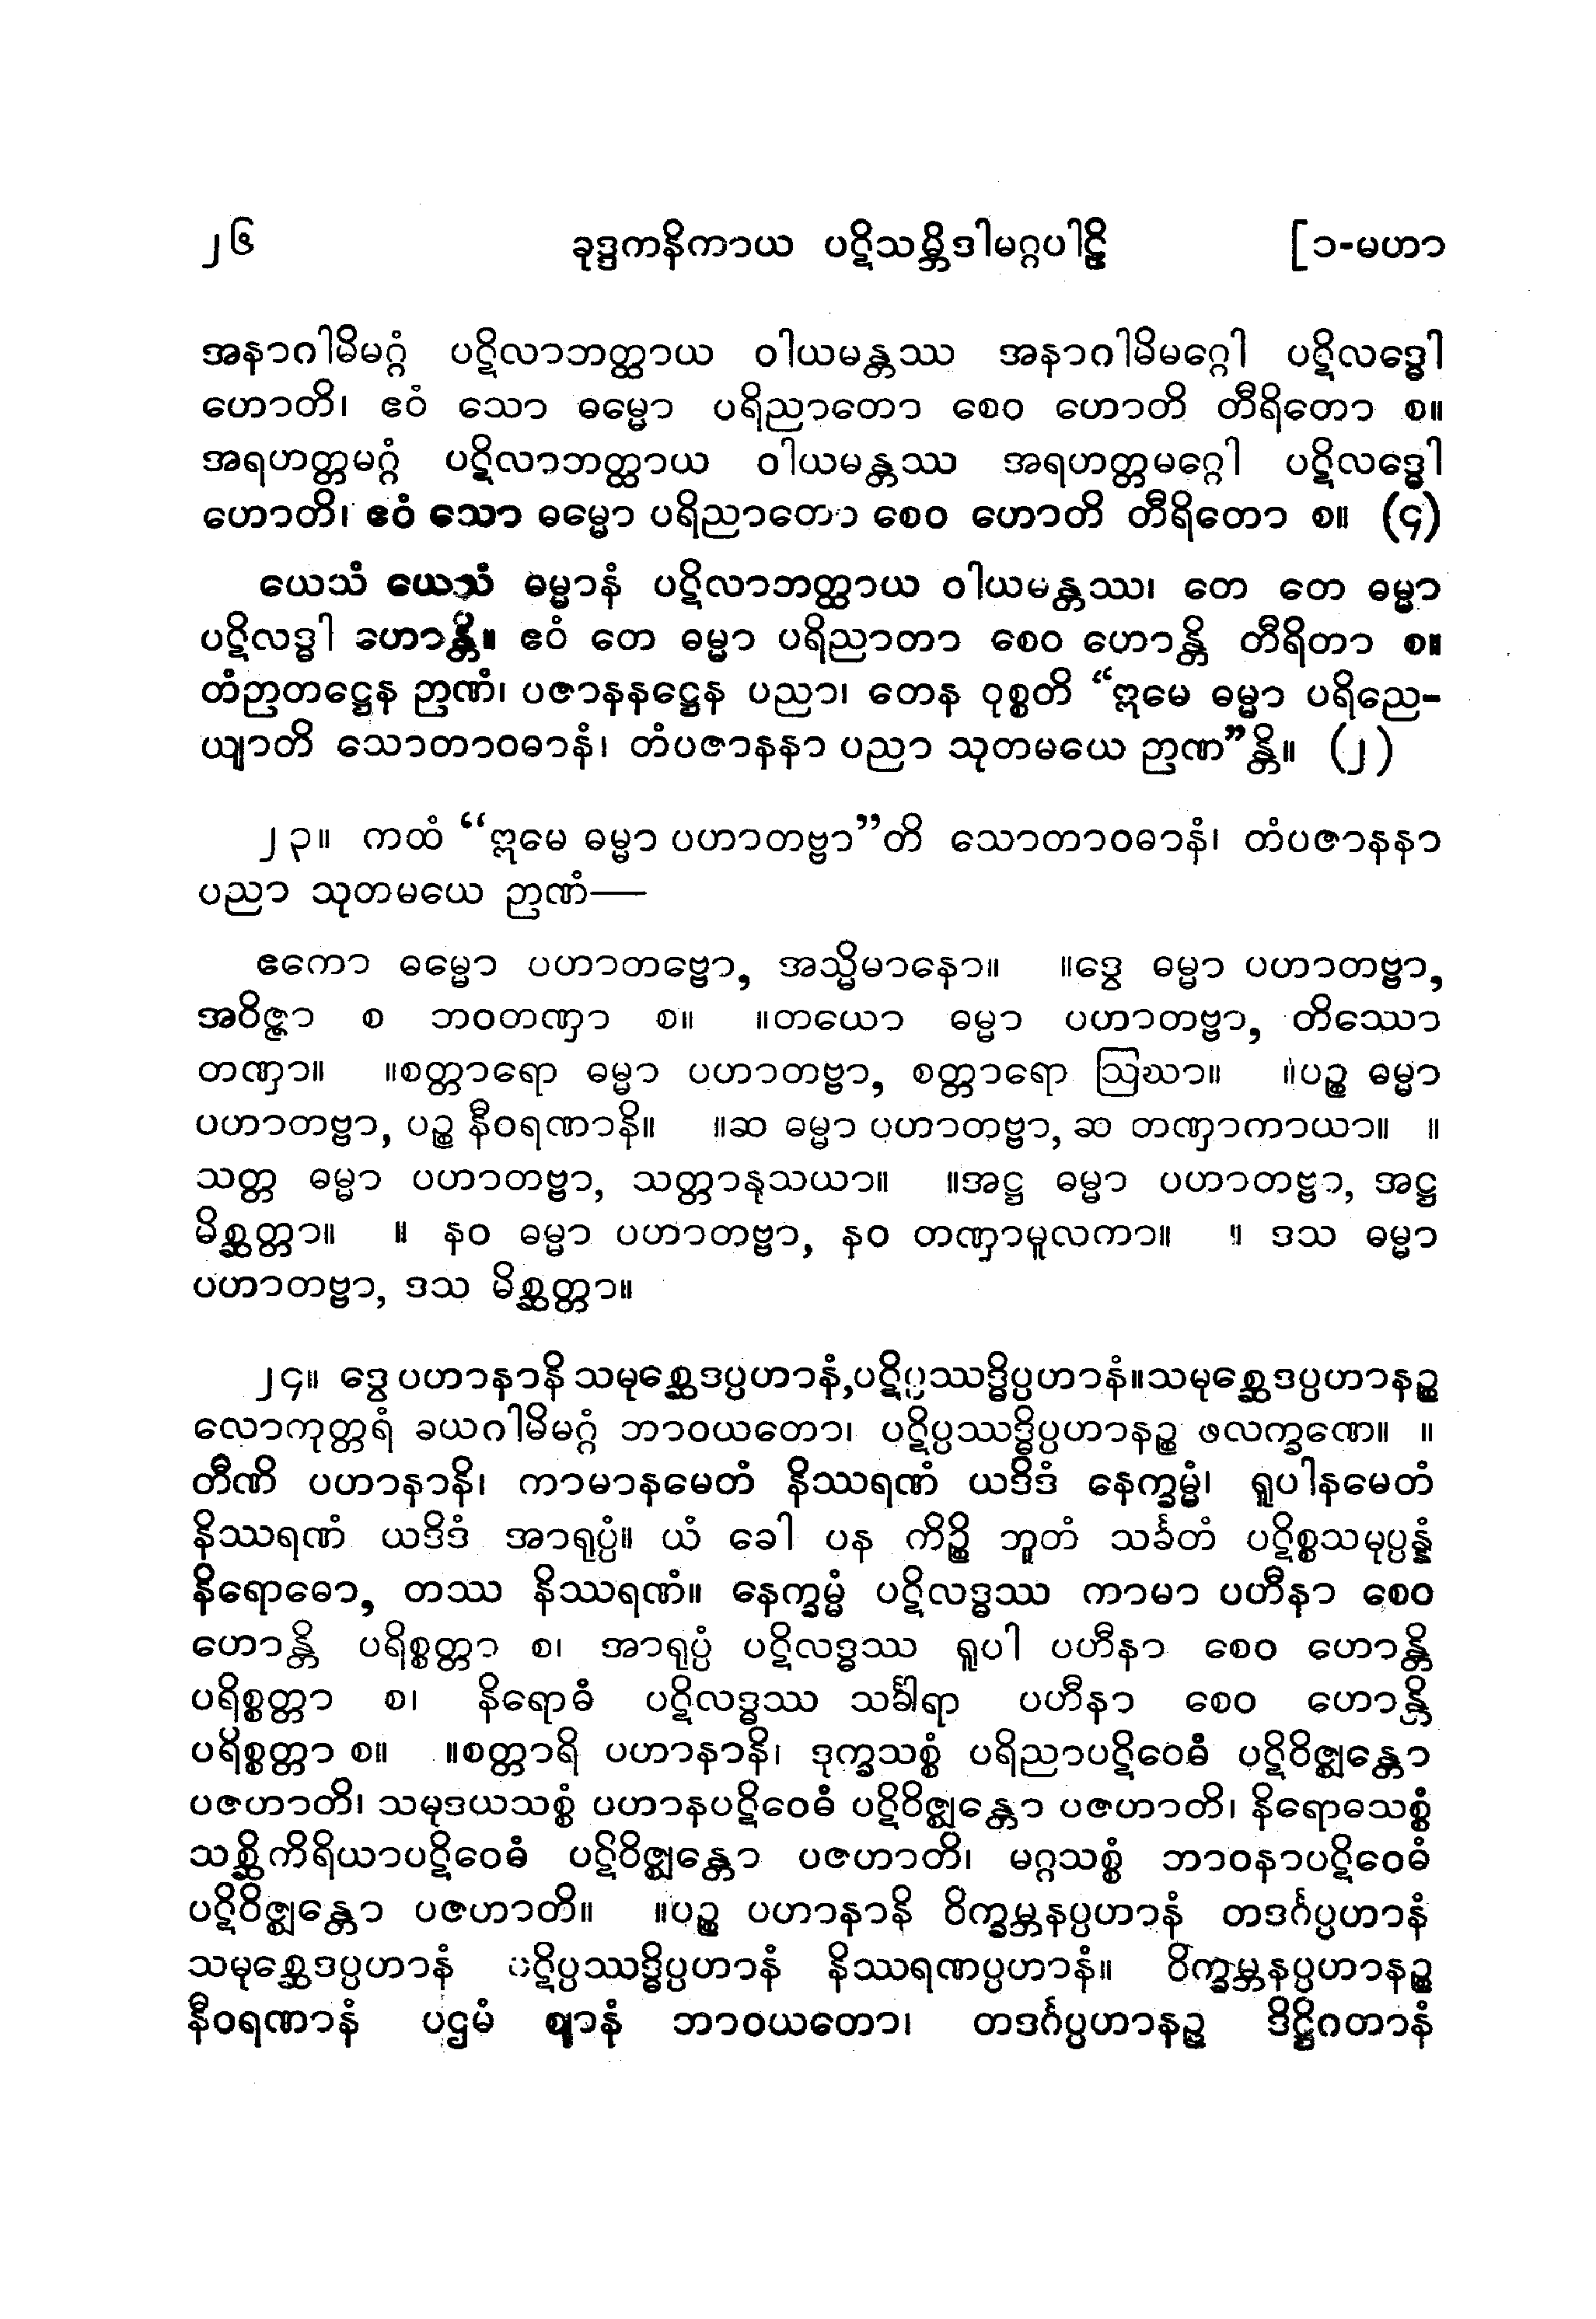 ၂၆ ခုဒ္ဒကနိကာယ ပဋိသမ္ဘိဒါမဂ္ဂပါဠိ [၁-မဟာ
အနာဂါမိမဂ္ဂံ ပဋိလာဘတ္ထာယ ဝါယမန္တဿ အနာဂါမိမဂ္ဂေါ ပဋိလဒ္ဓေါ
ဟောတိ၊ ဧဝံ သော ဓမ္မော ပရိညာတော စေဝ ဟောတိ တီရိတော စ။
အရဟတ္တမဂ္ဂံ ပဋိလာဘတ္ထာယ ဝါယမန္တဿ အရဟတ္တမဂ္ဂေါ ပဋိလဒ္ဓေါ
ဟောတိ၊ ဧဝံ သော ဓမ္မော ပရိညာတော စေဝ ဟောတိ တီရိတော စ။ (၄)
ယေသံ ယေသံ ဓမ္မာနံ ပဋိလာဘတ္ထာယ ဝါယမန္တဿ၊ တေ တေ ဓမ္မာ
ပဋိလဒ္ဓါ ဟောန္တိ။ ဧဝံ တေ ဓမ္မာ ပရိညာတာ စေဝ ဟောန္တိ တီရိတာ စ။
တံဉာတဋ္ဌေန ဉာဏံ၊ ပဇာနနဋ္ဌေန ပညာ၊ တေန ဝုစ္စတိ “ဣမေ ဓမ္မာ ပရိညေ-
ယျာတိ သောတာဝဓာနံ၊ တံပဇာနနာ ပညာ သုတမယေ ဉာဏ”န္တိ။ (၂)
၂၃။ ကထံ “ဣမေ ဓမ္မာ ပဟာတဗ္ဗာ”တိ သောတာဝဓာနံ၊ တံပဇာနနာ
ပညာ သုတမယေ ဉာဏံ—
ဧကော ဓမ္မော ပဟာတဗ္ဗော, အသ္မိမာနော။ ။ဒွေ ဓမ္မာ ပဟာတဗ္ဗာ,
အဝိဇ္ဇာ စ ဘဝတဏှာ စ။ ။တယော ဓမ္မာ ပဟာတဗ္ဗာ, တိဿော
တဏှာ။ ။စတ္တာရော ဓမ္မာ ပဟာတဗ္ဗာ, စတ္တာရော ဩဃာ။ ။ပဉ္စ ဓမ္မာ
ပဟာတဗ္ဗာ, ပဉ္စ နီဝရဏာနိ။ ။ဆ ဓမ္မာ ပဟာတဗ္ဗာ, ဆ တဏှာကာယာ။ ။
သတ္တ ဓမ္မာ ပဟာတဗ္ဗာ, သတ္တာနုသယာ။ ။အဋ္ဌ ဓမ္မာ ပဟာတဗ္ဗာ, အဋ္ဌ
မိစ္ဆတ္တာ။ ။ နဝ ဓမ္မာ ပဟာတဗ္ဗာ, နဝ တဏှာမူလကာ။ ။ ဒသ ဓမ္မာ
ပဟာတဗ္ဗာ, ဒသ မိစ္ဆတ္တာ။
၂၄။ ဒွေ ပဟာနာနိ သမုစ္ဆေဒပ္ပဟာနံ,ပဋိပ္ပဿဒ္ဓိပ္ပဟာနံ။သမုစ္ဆေဒပ္ပဟာနဉ္စ
လောကုတ္တရံ ခယဂါမိမဂ္ဂံ ဘာဝယတော၊ ပဋိပ္ပဿဒ္ဓိပ္ပဟာနဉ္စ ဖလက္ခဏေ။ ။
တီဏိ ပဟာနာနိ၊ ကာမာနမေတံ နိဿရဏံ ယဒိဒံ နေက္ခမ္မံ၊ ရူပါနမေတံ
နိဿရဏံ ယဒိဒံ အာရုပ္ပံ။ ယံ ခေါ ပန ကိဉ္စိ ဘူတံ သင်္ခတံ ပဋိစ္စသမုပ္ပန္နံ
နိရောဓော, တဿ နိဿရဏံ။ နေက္ခမ္မံ ပဋိလဒ္ဓဿ ကာမာ ပဟီနာ စေဝ
ဟောန္တိ ပရိစ္စတ္တာ စ၊ အာရုပ္ပံ ပဋိလဒ္ဓဿ ရူပါ ပဟီနာ စေဝ ဟောန္တိ
ပရိစ္စတ္တာ စ၊ နိရောဓံ ပဋိလဒ္ဓဿ သင်္ခါရာ ပဟီနာ စေဝ ဟောန္တိ
ပရိစ္စတ္တာ စ။ ။စတ္တာရိ ပဟာနာနိ၊ ဒုက္ခသစ္စံ ပရိညာပဋိဝေဓံ ပဋိဝိဇ္ဈန္တော
ပဇဟာတိ၊ သမုဒယသစ္စံ ပဟာနပဋိဝေဓံ ပဋိဝိဇ္ဈန္တော ပဇဟာတိ၊ နိရောဓသစ္စံ
သစ္ဆိကိရိယာပဋိဝေဓံ ပဋိဝိဇ္ဈန္တော ပဇဟာတိ၊ မဂ္ဂသစ္စံ ဘာဝနာပဋိဝေဓံ
ပဋိဝိဇ္ဈန္တော ပဇဟာတိ။ ။ပဉ္စ ပဟာနာနိ ဝိက္ခမ္ဘနပ္ပဟာနံ တဒင်္ဂပ္ပဟာနံ
သမုစ္ဆေဒပ္ပဟာနံ ပဋိပ္ပဿဒ္ဓိပ္ပဟာနံ နိဿရဏပ္ပဟာနံ။ ဝိက္ခမ္ဘနပ္ပဟာနဉ္စ
နီဝရဏာနံ ပဌမံ ဈာနံ ဘာဝယတော၊ တဒင်္ဂပ္ပဟာနဉ္စ ဒိဋ္ဌိဂတာနံ